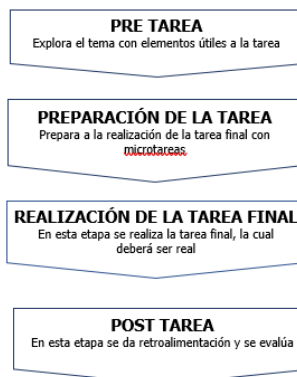 PRE TAREA
Explora el tema con elementos útiles a la tarea
PREPARACIÓN DE LA TAREA
Prepara a la realización de la tarea final con
microtareas
REALIZACIÓN DE LA TAREA FINAL
En esta etapa se realiza la tarea final, la cual
deberá ser real
POST TAREA
En esta etapa se da retroalimentación y se evalúa